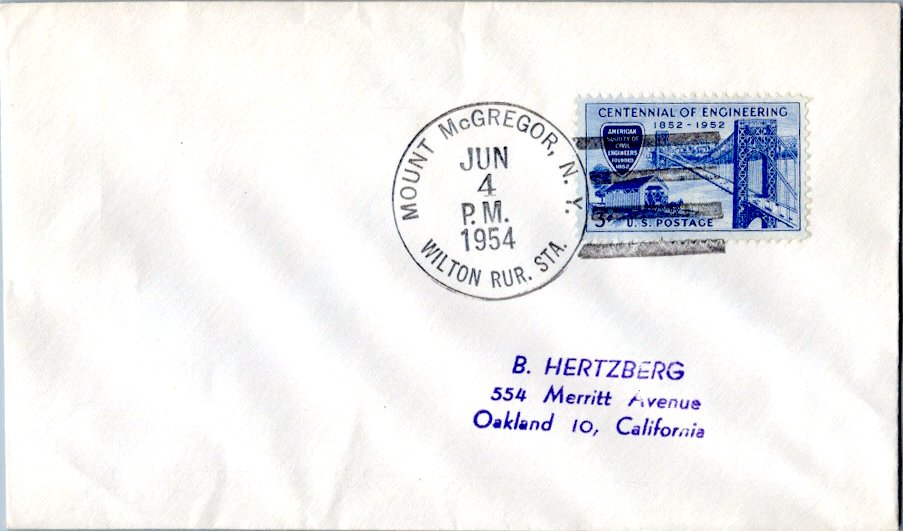 MOUNT McGREGOR, N. Y.
JUN
4
P.M.
1954
WILTON RUR. STA.
CENTENNIAL OF ENGINEERING
1852-1952
AMERICAN
SOCIETY OF
CIVIL
ENGINEERS
FOUNDED
1852
3¢ U.S. POSTAGE
B. HERTZBERG
554 Merritt Avenue
Oakland 10, California